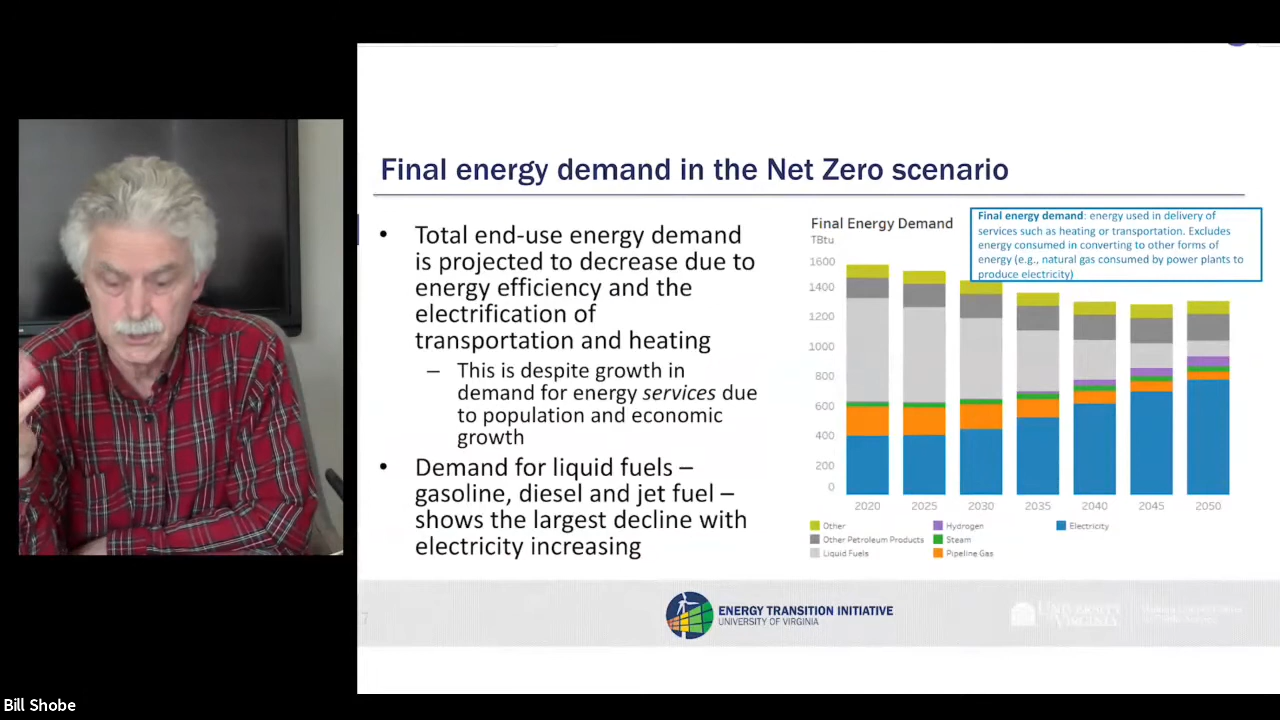 Final energy demand in the Net Zero scenario
• Total end-use energy demand
is projected to decrease due to
energy efficiency and the
electrification of
transportation and heating
– This is despite growth in
demand for energy services due
to population and economic
growth
• Demand for liquid fuels –
gasoline, diesel and jet fuel –
shows the largest decline with
electricity increasing
Final Energy Demand
TBtu
Final energy demand: energy used in delivery of
services such as heating or transportation. Excludes
energy consumed in converting to other forms of
energy (e.g., natural gas consumed by power plants to
produce electricity)
1600
1400
1200
1000
800
600
400
200
0
2020 2025 2030 2035 2040 2045 2050
Other Hydrogen Electricity
Other Petroleum Products Steam
Liquid Fuels Pipeline Gas
7
ENERGY TRANSITION INITIATIVE
UNIVERSITY OF VIRGINIA
UNIVERSITY
OF VIRGINIA
Bill Shobe